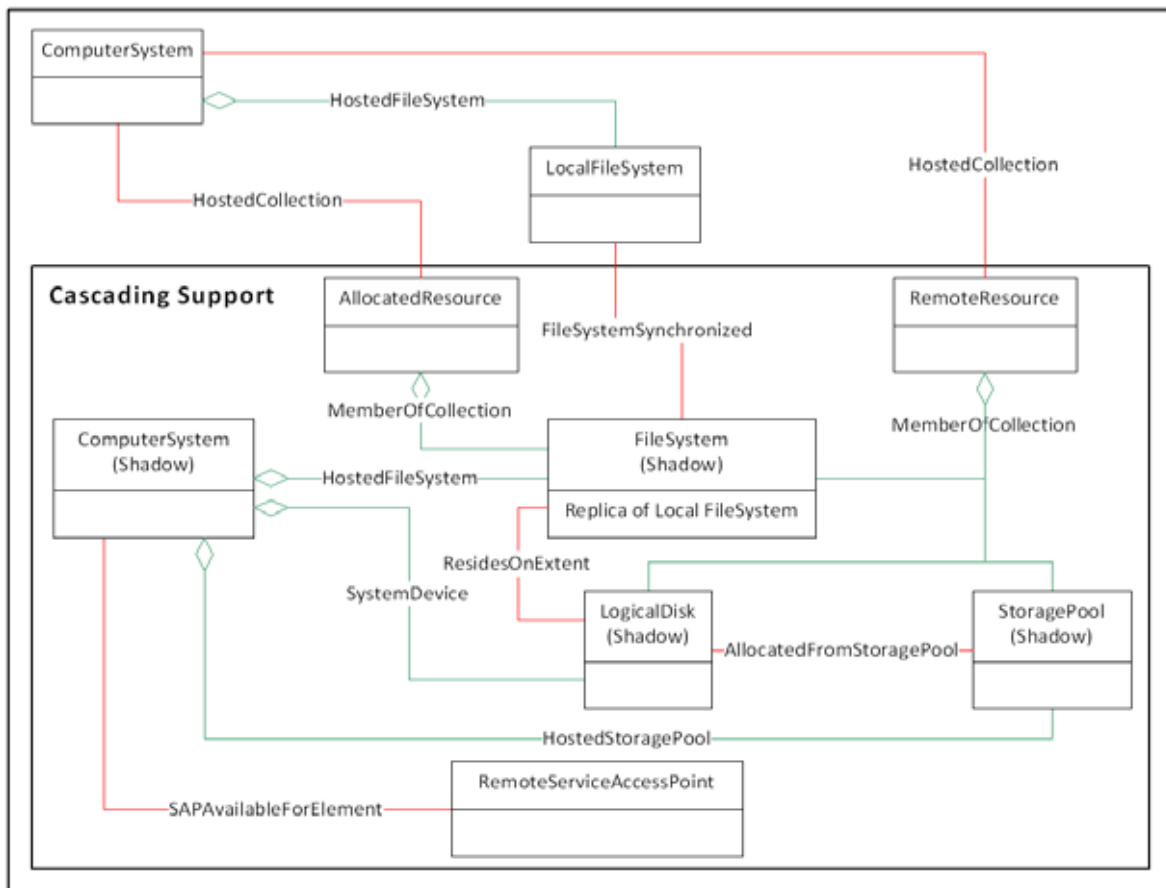 ComputerSystem
HostedFileSystem
LocalFileSystem
HostedCollection
HostedCollection
Cascading Support
AllocatedResource
RemoteResource
FileSystemSynchronized
MemberOfCollection
MemberOfCollection
ComputerSystem
(Shadow)
FileSystem
(Shadow)
HostedFileSystem
Replica of Local FileSystem
ResidesOnExtent
SystemDevice
LogicalDisk
(Shadow)
StoragePool
(Shadow)
AllocatedFromStoragePool
HostedStoragePool
RemoteServiceAccessPoint
SAPAvailableForElement